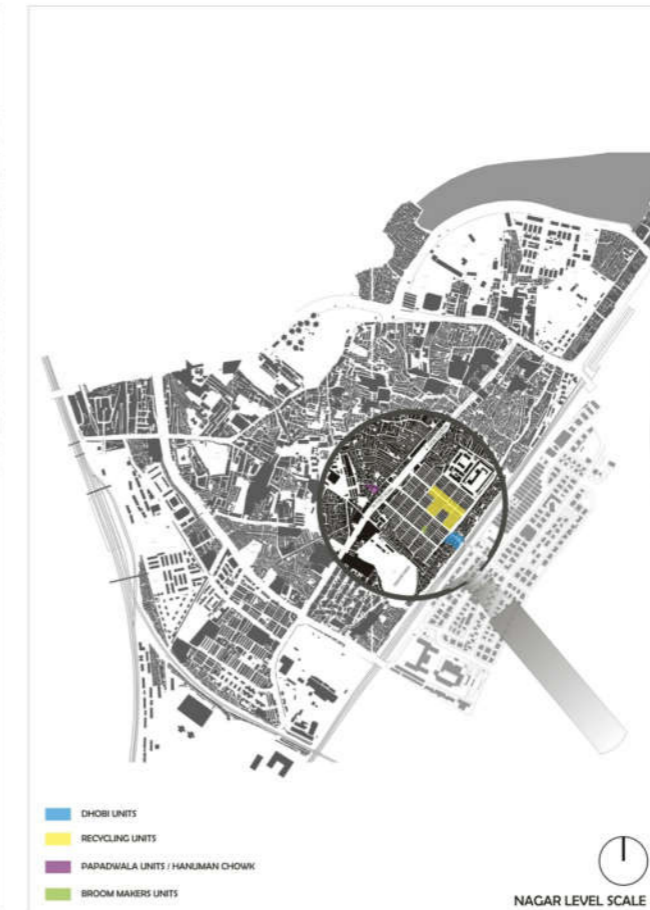 DHOBI UNITS
RECYCLING UNITS
PAPADWALA UNITS / HANUMAN CHOWK
BROOM MAKERS UNITS
NAGAR LEVEL SCALE